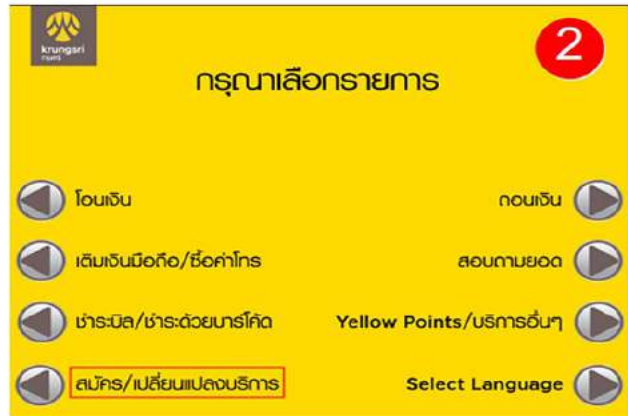 krungsri
กรุงศรี
2
กรุณาเลือกรายการ
โอนเงิน
ถอนเงิน
เติมเงินมือถือ/ซื้อค่าโทร
สอบถามยอด
ชำระบิล/ชำระด้วยบาร์โค้ด
Yellow Points/บริการอื่นๆ
สมัคร/เปลี่ยนแปลงบริการ
Select Language